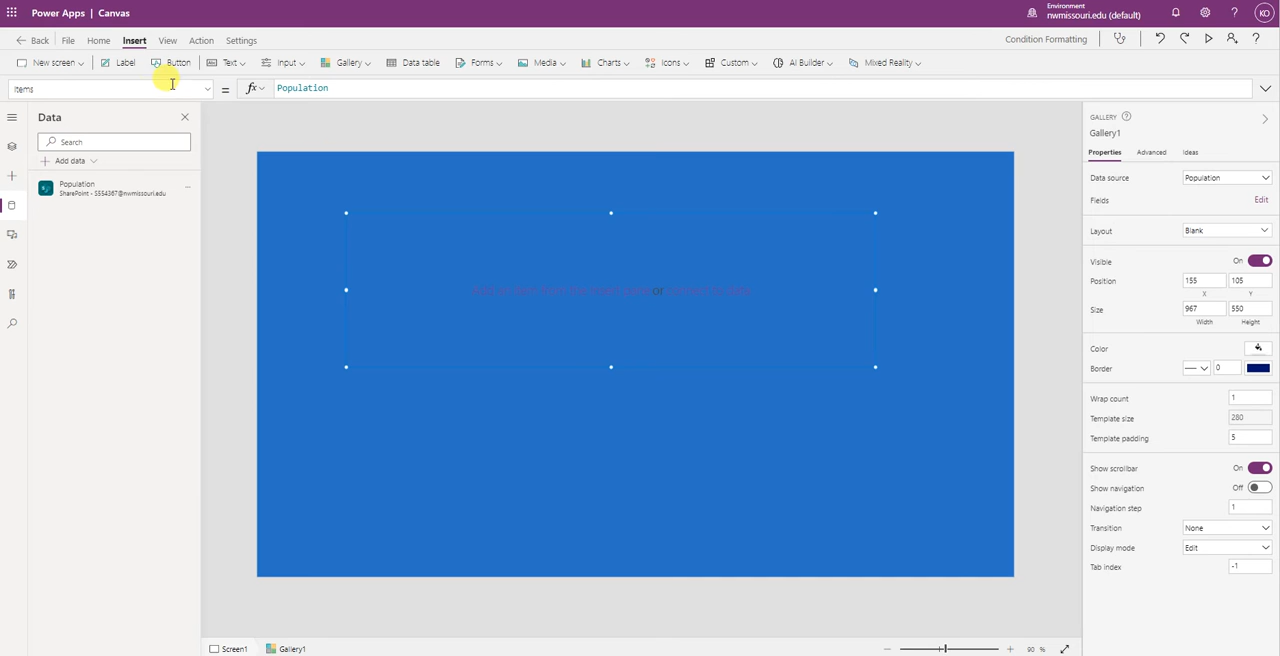 Power Apps | Canvas
Environment
nwmissouri.edu (default)
KO
Back File Home Insert View Action Settings
Condition Formatting
New screen Label Button Text Input Gallery Data table Forms Media Charts Icons Custom AI Builder Mixed Reality
Items = fx Population
Data
Search
Add data
Population
SharePoint - S554367@nwmissouri.edu
GALLERY
Gallery1
Properties Advanced Ideas
Data source Population
Fields Edit
Layout Blank
Visible On
Position 155 105
X Y
Size 967 550
Width Height
Color
Border 0
Wrap count 1
Template size 280
Template padding 5
Show scrollbar On
Show navigation Off
Navigation step 1
Transition None
Display mode Edit
Tab index -1
or
Screen1 Gallery1
90 %